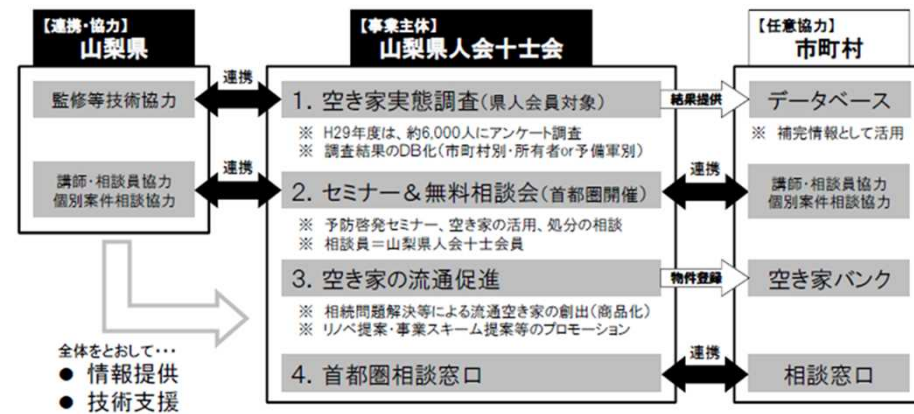 【連携・協力】
山梨県
監修等技術協力
講師・相談員協力
個別案件相談協力
全体をとおして・・・
● 情報提供
● 技術支援
連携
連携
【事業主体】
山梨県人会十士会
1. 空き家実態調査(県人会員対象)
※ H29年度は、約6,000人にアンケート調査
※ 調査結果のDB化(市町村別・所有者or予備軍別)
2. セミナー&無料相談会(首都圏開催)
※ 予防啓発セミナー、空き家の活用、処分の相談
※ 相談員=山梨県人会十士会員
3. 空き家の流通促進
※ 相続問題解決等による流通空き家の創出(商品化)
※ リノベ提案・事業スキーム提案等のプロモーション
4. 首都圏相談窓口
結果提供
連携
物件登録
連携
【任意協力】
市町村
データベース
※ 補完情報として活用
講師・相談員協力
個別案件相談協力
空き家バンク
相談窓口